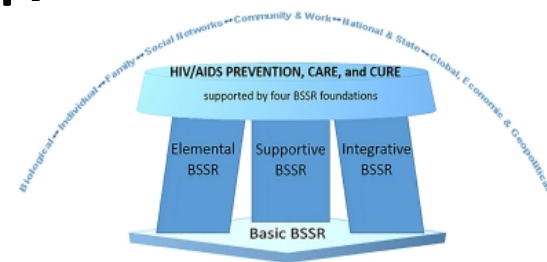 Biological↔Individual↔Family↔Social Networks↔Community & Work↔National & State↔Global, Economic & Geopolitical
HIV/AIDS PREVENTION, CARE, and CURE
supported by four BSSR foundations
Elemental
BSSR
Supportive
BSSR
Integrative
BSSR
Basic BSSR